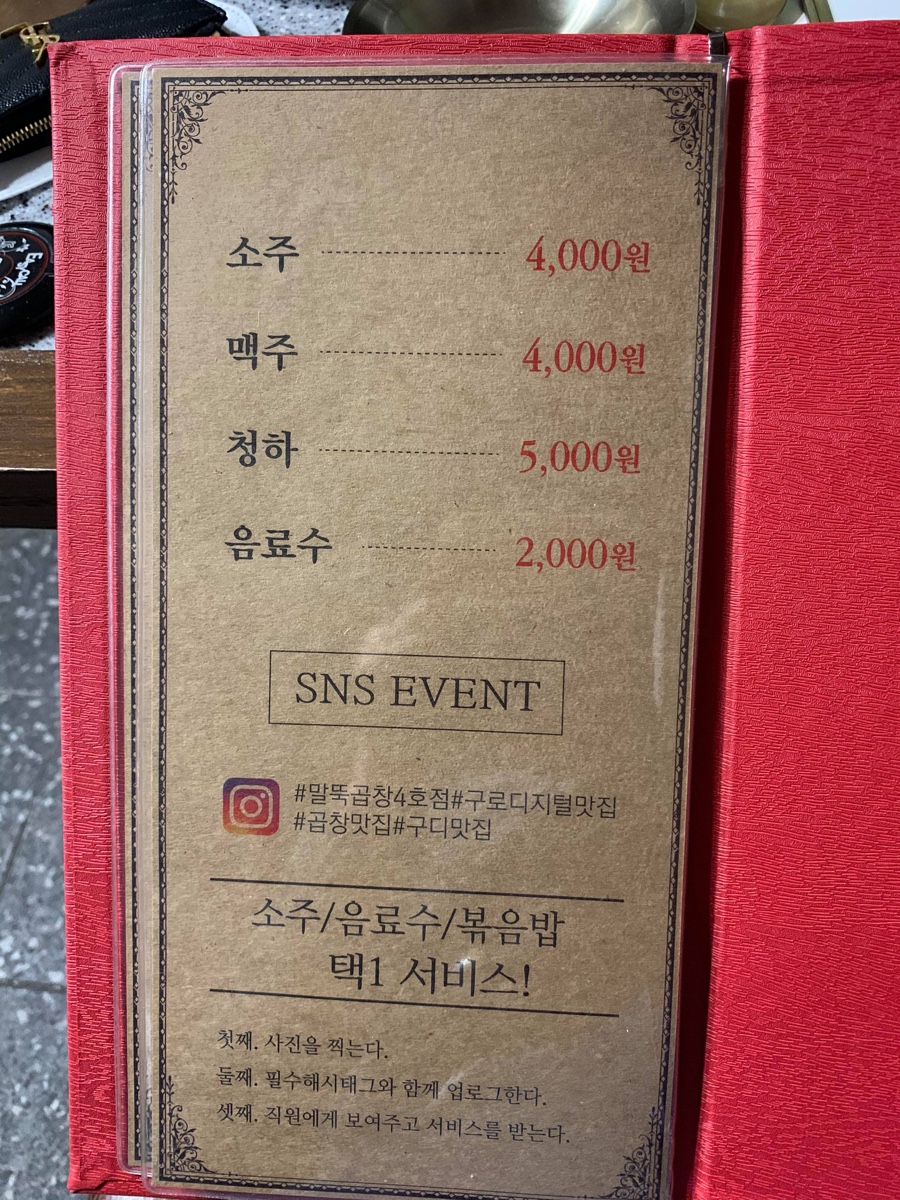 소주 4,000원
맥주 4,000원
청하 5,000원
음료수 2,000원
SNS EVENT
#말뚝곱창4호점#구로디지털맛집
#곱창맛집#구디맛집
소주/음료수/볶음밥
택1 서비스!
첫째. 사진을 찍는다.
둘째. 필수해시태그와 함께 업로그한다.
셋째. 직원에게 보여주고 서비스를 받는다.